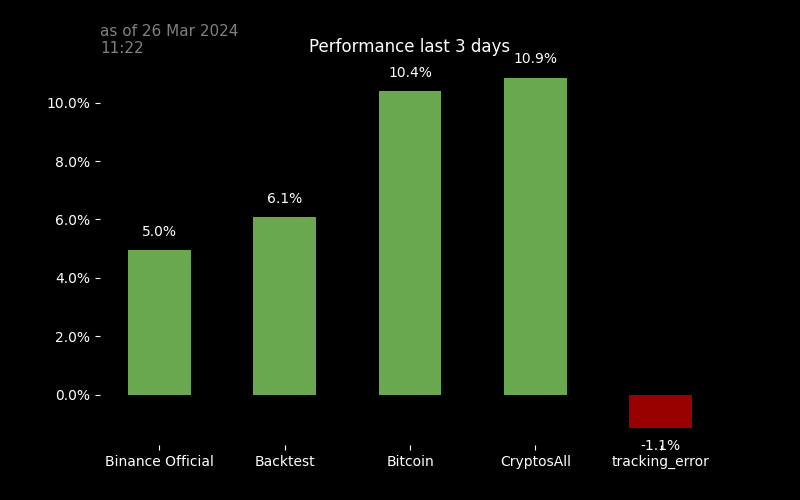 as of 26 Mar 2024
11:22
Performance last 3 days
10.9%
10.4%
10.0%
8.0%
6.1%
6.0%
5.0%
4.0%
2.0%
0.0%
-1.1%
Binance Official
Backtest
Bitcoin
CryptosAll
tracking_error